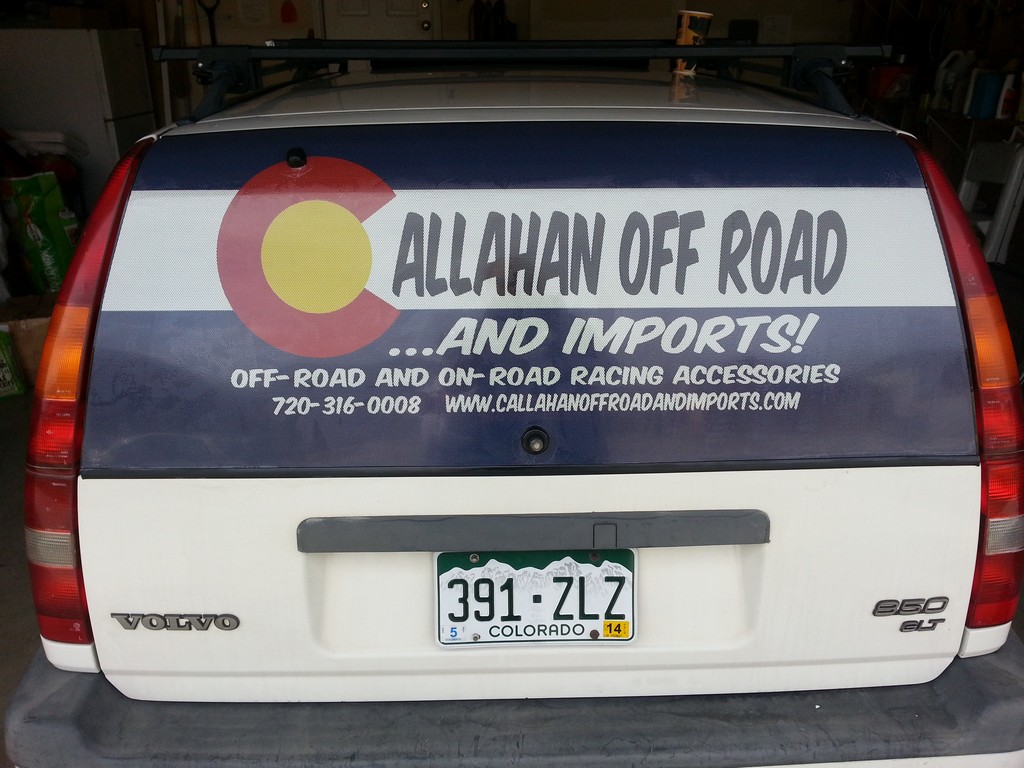 CALLAHAN OFF ROAD
...AND IMPORTS!
OFF-ROAD AND ON-ROAD RACING ACCESSORIES
720-316-0008 WWW.CALLAHANOFFROADANDIMPORTS.COM
391·ZLZ
5 COLORADO 14
VOLVO
850
GLT